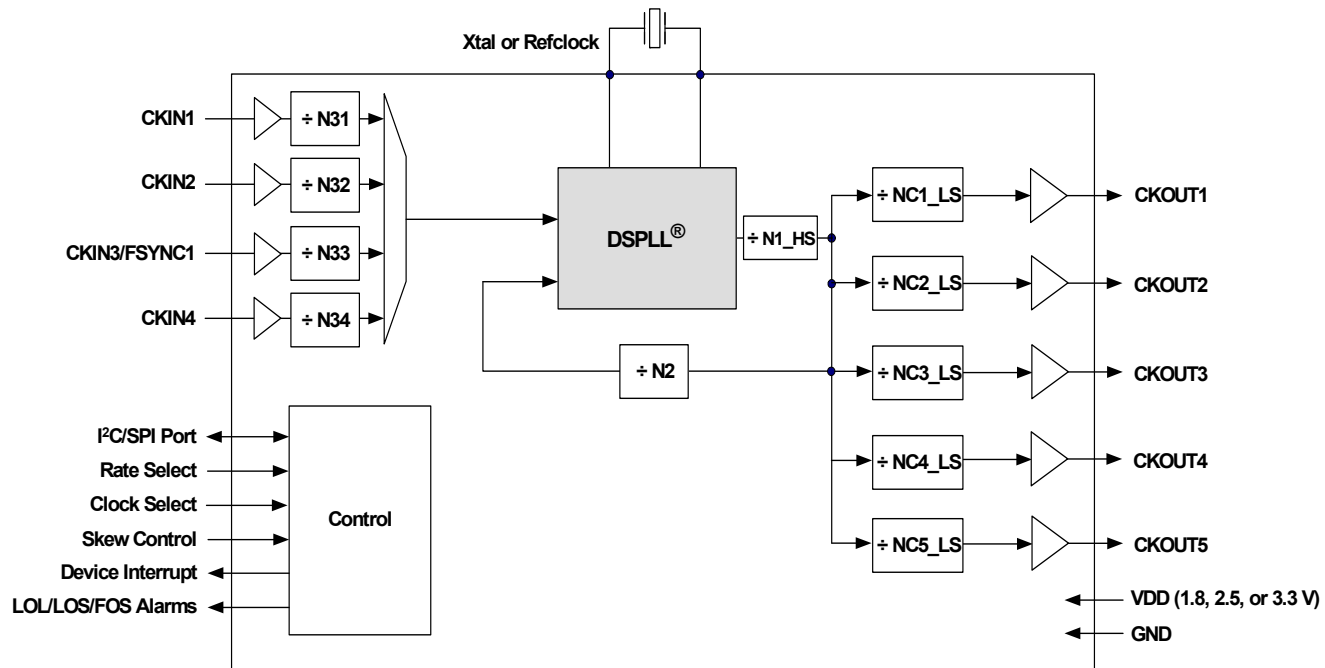 Xtal or Refclock
CKIN1
÷ N31
CKIN2
÷ N32
CKIN3/FSYNC1
÷ N33
CKIN4
÷ N34
DSPLL®
÷ N1_HS
÷ N2
÷ NC1_LS
CKOUT1
÷ NC2_LS
CKOUT2
÷ NC3_LS
CKOUT3
÷ NC4_LS
CKOUT4
÷ NC5_LS
CKOUT5
I²C/SPI Port
Rate Select
Clock Select
Skew Control
Device Interrupt
LOL/LOS/FOS Alarms
Control
VDD (1.8, 2.5, or 3.3 V)
GND